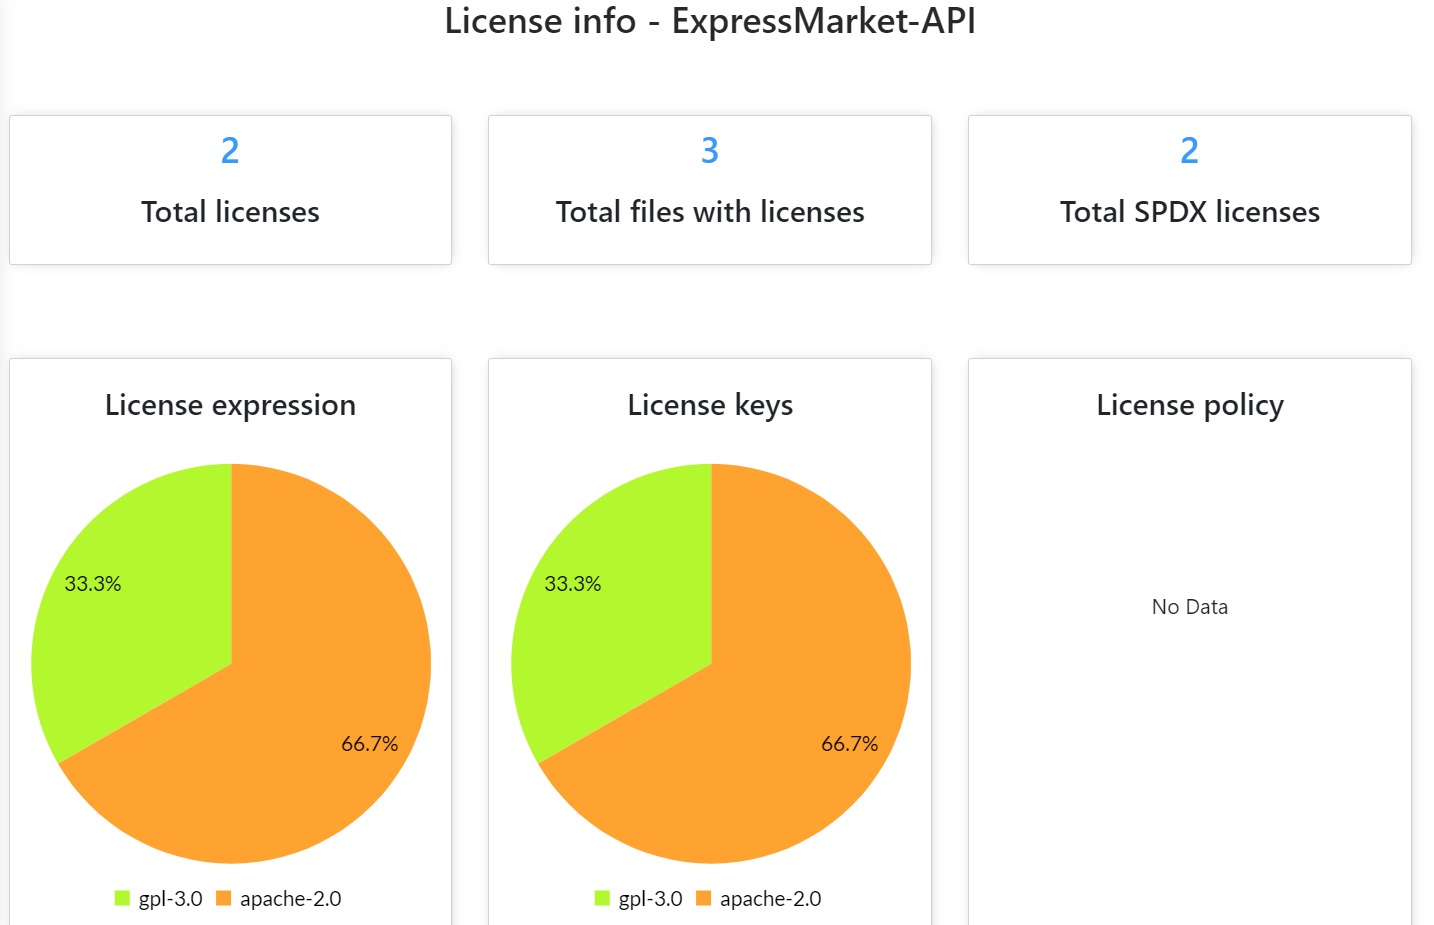 License info - ExpressMarket-API
2
Total licenses
3
Total files with licenses
2
Total SPDX licenses
License expression
33.3%
66.7%
gpl-3.0 apache-2.0
License keys
33.3%
66.7%
gpl-3.0 apache-2.0
License policy
No Data